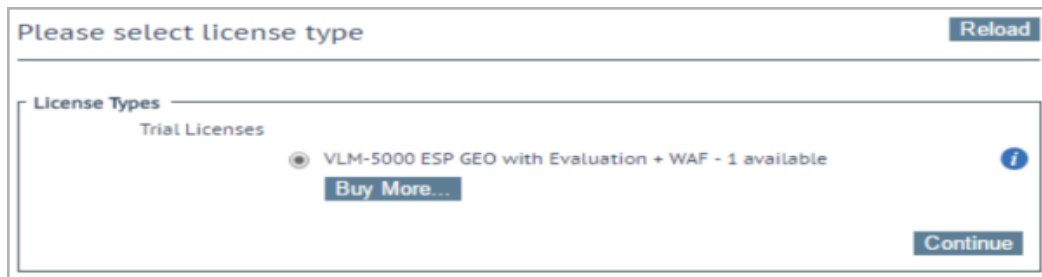 Please select license type
Reload
License Types
Trial Licenses
VLM-5000 ESP GEO with Evaluation + WAF - 1 available
i
Buy More...
Continue